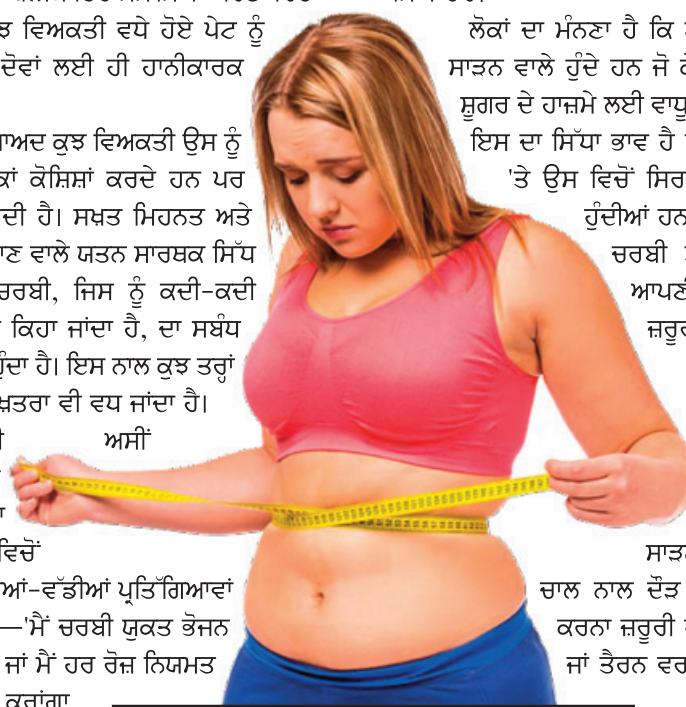 ਵਿਅਕਤੀ ਵਧੇ ਹੋਏ ਪੇਟ ਨੂੰ
ਦੋਵਾਂ ਲਈ ਹੀ ਹਾਨੀਕਾਰਕ
ਕੁਝ ਵਿਅਕਤੀ ਉਸ ਨੂੰ
ਕੋਸ਼ਿਸ਼ਾਂ ਕਰਦੇ ਹਨ ਪਰ
ਹੈ। ਸਖ਼ਤ ਮਿਹਨਤ ਅਤੇ
ਵਾਲੇ ਯਤਨ ਸਾਰਥਕ ਸਿੱਧ
ਚਰਬੀ, ਜਿਸ ਨੂੰ ਕਦੀ-ਕਦੀ
ਕਿਹਾ ਜਾਂਦਾ ਹੈ, ਦਾ ਸਬੰਧ
ਹੈ। ਇਸ ਨਾਲ ਕੁਝ ਤਰ੍ਹਾਂ
ਖ਼ਤਰਾ ਵੀ ਵਧ ਜਾਂਦਾ ਹੈ।
ਅਸੀਂ
ਵਿਚੋਂ
ਆਂ-ਵੱਡੀਆਂ ਪ੍ਰਤਿੱਗਿਆਵਾਂ
—'ਮੈਂ ਚਰਬੀ ਯੁਕਤ ਭੋਜਨ
ਜਾਂ ਮੈਂ ਹਰ ਰੋਜ਼ ਨਿਯਮਤ
ਕਰਾਂਗਾ
ਲੋਕਾਂ ਦਾ ਮੰਨਣਾ ਹੈ ਕਿ
ਸਾੜਨ ਵਾਲੇ ਹੁੰਦੇ ਹਨ ਜੋ
ਸ਼ੂਗਰ ਦੇ ਹਾਜ਼ਮੇ ਲਈ ਵਾਧੂ
ਇਸ ਦਾ ਸਿੱਧਾ ਭਾਵ ਹੈ
'ਤੇ ਉਸ ਵਿਚੋਂ ਸਿਰ
ਹੁੰਦੀਆਂ ਹਨ
ਚਰਬੀ
ਆਪਣੀ
ਜ਼ਰੂਰ
ਸਾੜ
ਚਾਲ ਨਾਲ ਦੌੜ
ਕਰਨਾ ਜ਼ਰੂਰੀ
ਜਾਂ ਤੈਰਨ ਵਰ